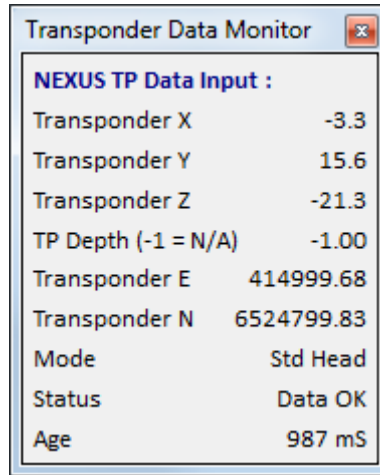 Transponder Data Monitor
NEXUS TP Data Input :
Transponder X -3.3
Transponder Y 15.6
Transponder Z -21.3
TP Depth (-1 = N/A) -1.00
Transponder E 414999.68
Transponder N 6524799.83
Mode Std Head
Status Data OK
Age 987 mS